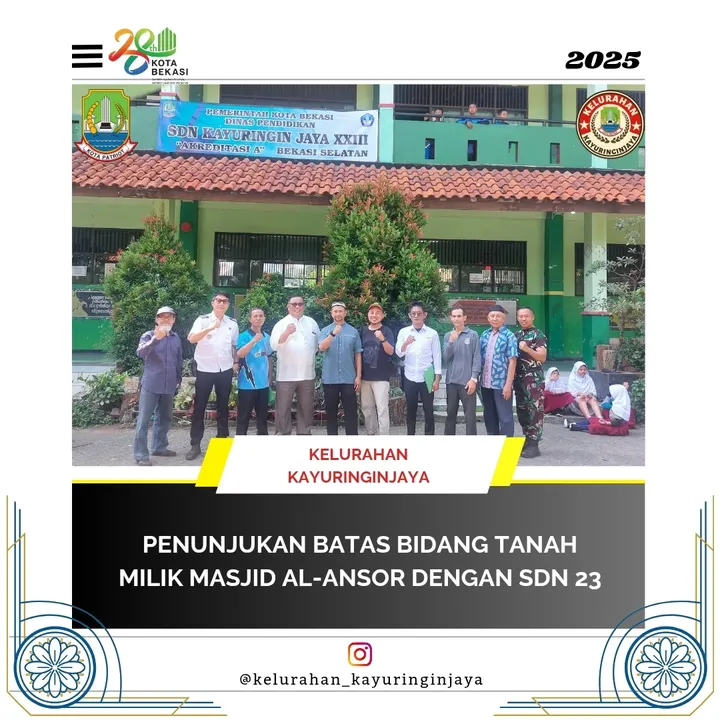 28th
KOTA
BEKASI
2025
KOTA PATRIOT
PEMERINTAH KOTA BEKASI
DINAS PENDIDIKAN
SDN KAYURINGIN JAYA XXIII
"AKREDITASI A" BEKASI SELATAN
KELURAHAN
KAYURINGINJAYA
KELURAHAN
KAYURINGINJAYA
PENUNJUKAN BATAS BIDANG TANAH
MILIK MASJID AL-ANSOR DENGAN SDN 23
@kelurahan_kayuringinjaya